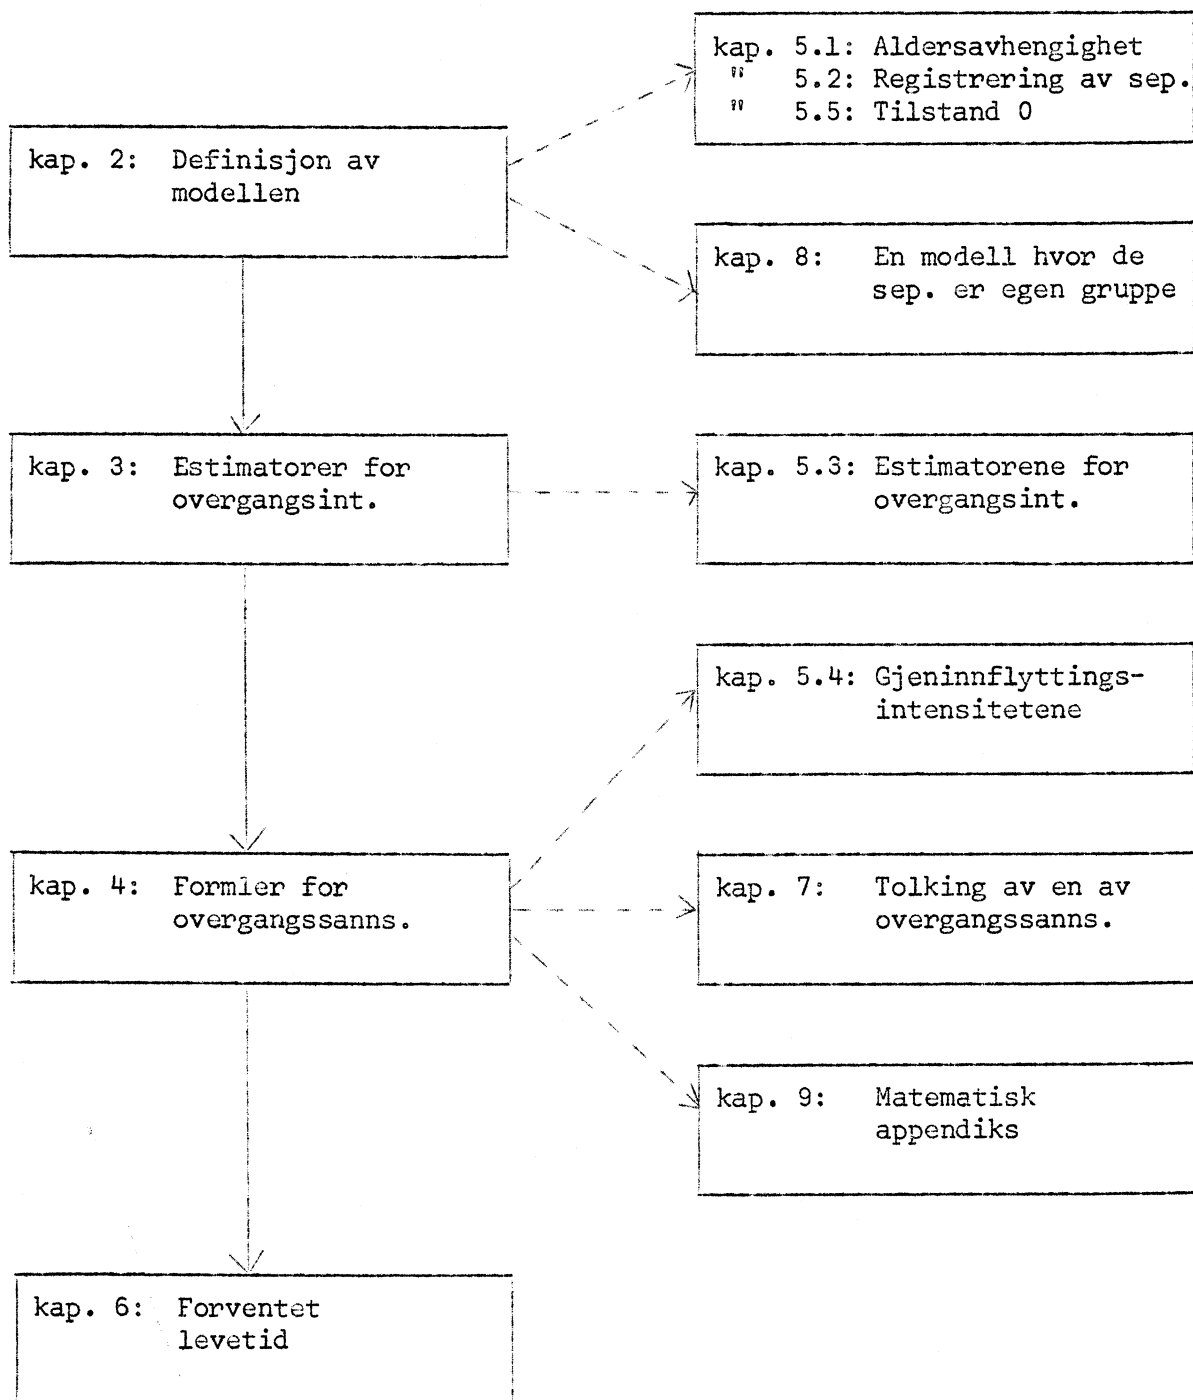 kap. 5.1: Aldersavhengighet
" 5.2: Registrering av sep.
" 5.5: Tilstand 0
kap. 2: Definisjon av
modellen
kap. 8: En modell hvor de
sep. er egen gruppe
kap. 3: Estimatorer for
overgangsint.
kap. 5.3: Estimatorene for
overgangsint.
kap. 5.4: Gjeninnflyttings-
intensitetene
kap. 4: Formler for
overgangssanns.
kap. 7: Tolking av en av
overgangssanns.
kap. 9: Matematisk
appendiks
kap. 6: Forventet
levetid